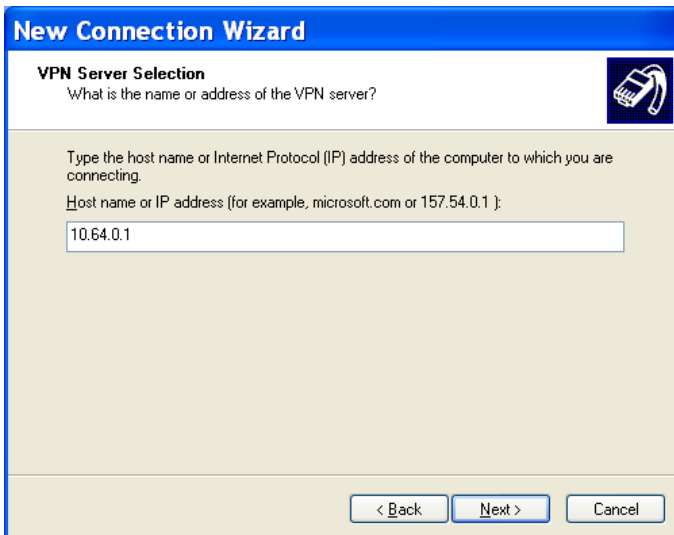 New Connection Wizard
VPN Server Selection
What is the name or address of the VPN server?
Type the host name or Internet Protocol (IP) address of the computer to which you are
connecting.
Host name or IP address (for example, microsoft.com or 157.54.0.1 ):
10.64.0.1
< Back Next > Cancel